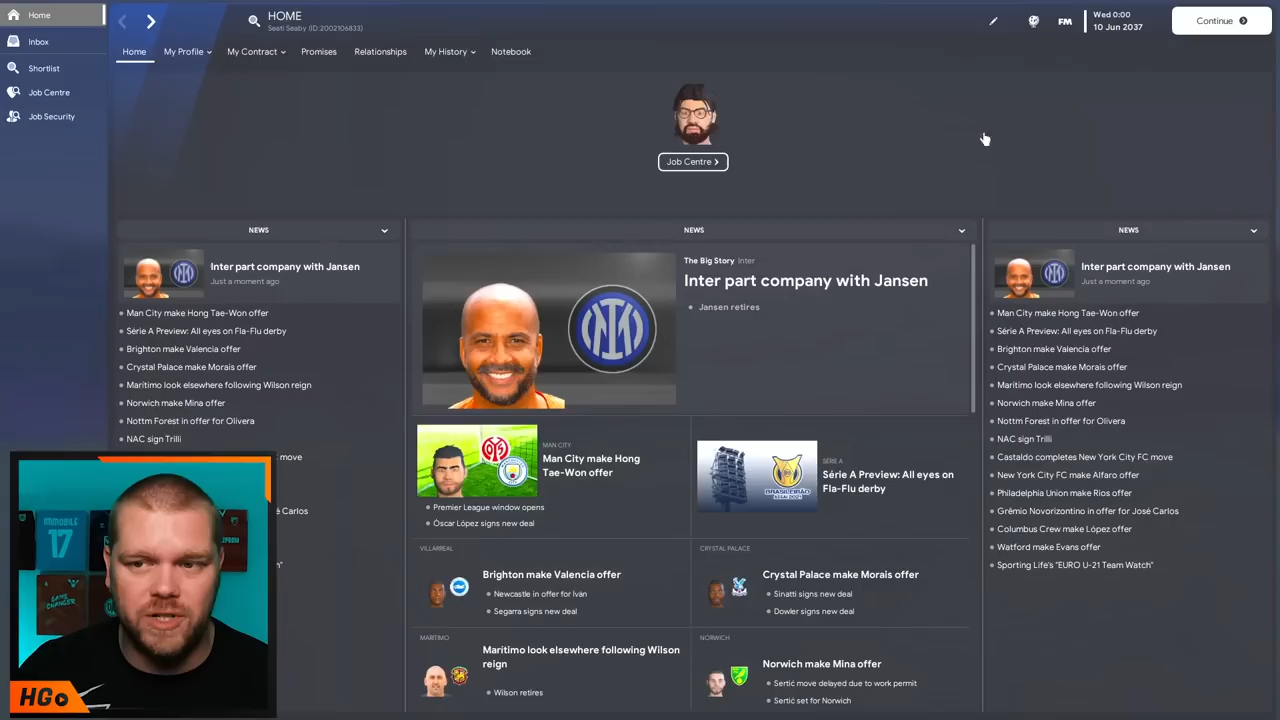 Home
Inbox
Shortlist
Job Centre
Job Security
HOME
Seati Seaby (ID:2002106833)
FM
Wed 0:00
10 Jun 2037
Continue
Home
My Profile
My Contract
Promises
Relationships
My History
Notebook
Job Centre
NEWS
Inter part company with Jansen
Just a moment ago
Man City make Hong Tae-Won offer
Série A Preview: All eyes on Fla-Flu derby
Brighton make Valencia offer
Crystal Palace make Morais offer
Marítimo look elsewhere following Wilson reign
Norwich make Mina offer
Nottm Forest in offer for Olivera
NAC sign Trilli
move
sé Carlos
IMMOBILE
17
GAME
CHANGER
HGo
NEWS
The Big Story Inter
Inter part company with Jansen
Jansen retires
MAN CITY
Man City make Hong
Tae-Won offer
Premier League window opens
Óscar López signs new deal
SÉRIE A
Série A Preview: All eyes on
Fla-Flu derby
VILLARREAL
Brighton make Valencia offer
Newcastle in offer for Iván
Segarra signs new deal
CRYSTAL PALACE
Crystal Palace make Morais offer
Sinatti signs new deal
Dowler signs new deal
MARÍTIMO
Marítimo look elsewhere following Wilson
reign
Wilson retires
NORWICH
Norwich make Mina offer
Sertić move delayed due to work permit
Sertić set for Norwich
NEWS
Inter part company with Jansen
Just a moment ago
Man City make Hong Tae-Won offer
Série A Preview: All eyes on Fla-Flu derby
Brighton make Valencia offer
Crystal Palace make Morais offer
Marítimo look elsewhere following Wilson reign
Norwich make Mina offer
Nottm Forest in offer for Olivera
NAC sign Trilli
Castaldo completes New York City FC move
New York City FC make Alfaro offer
Philadelphia Union make Ríos offer
Grêmio Novorizontino in offer for José Carlos
Columbus Crew make López offer
Watford make Evans offer
Sporting Life's "EURO U-21 Team Watch"